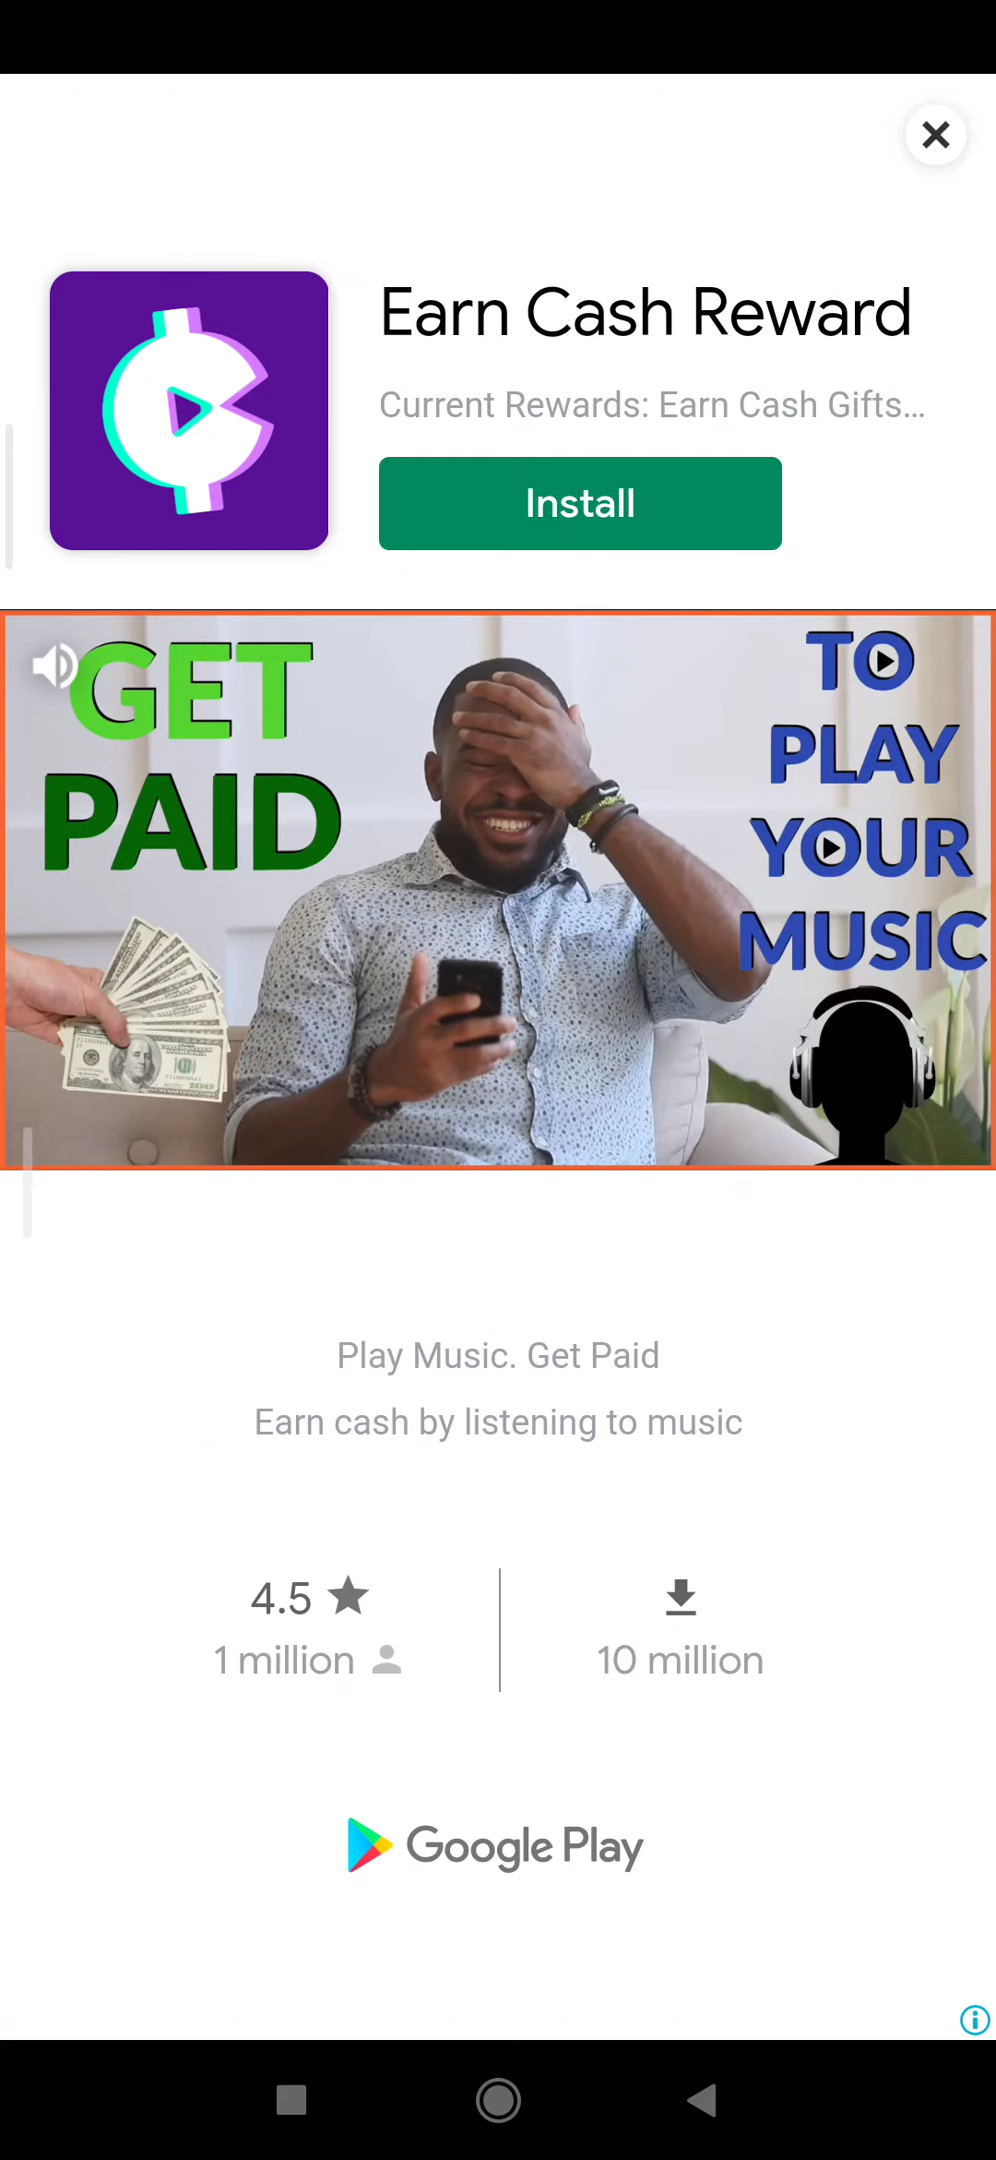 Earn Cash Reward
Current Rewards: Earn Cash Gifts...
Install
GET
PAID
TO
PLAY
YOUR
MUSIC
Play Music. Get Paid
Earn cash by listening to music
4.5
1 million
10 million
Google Play